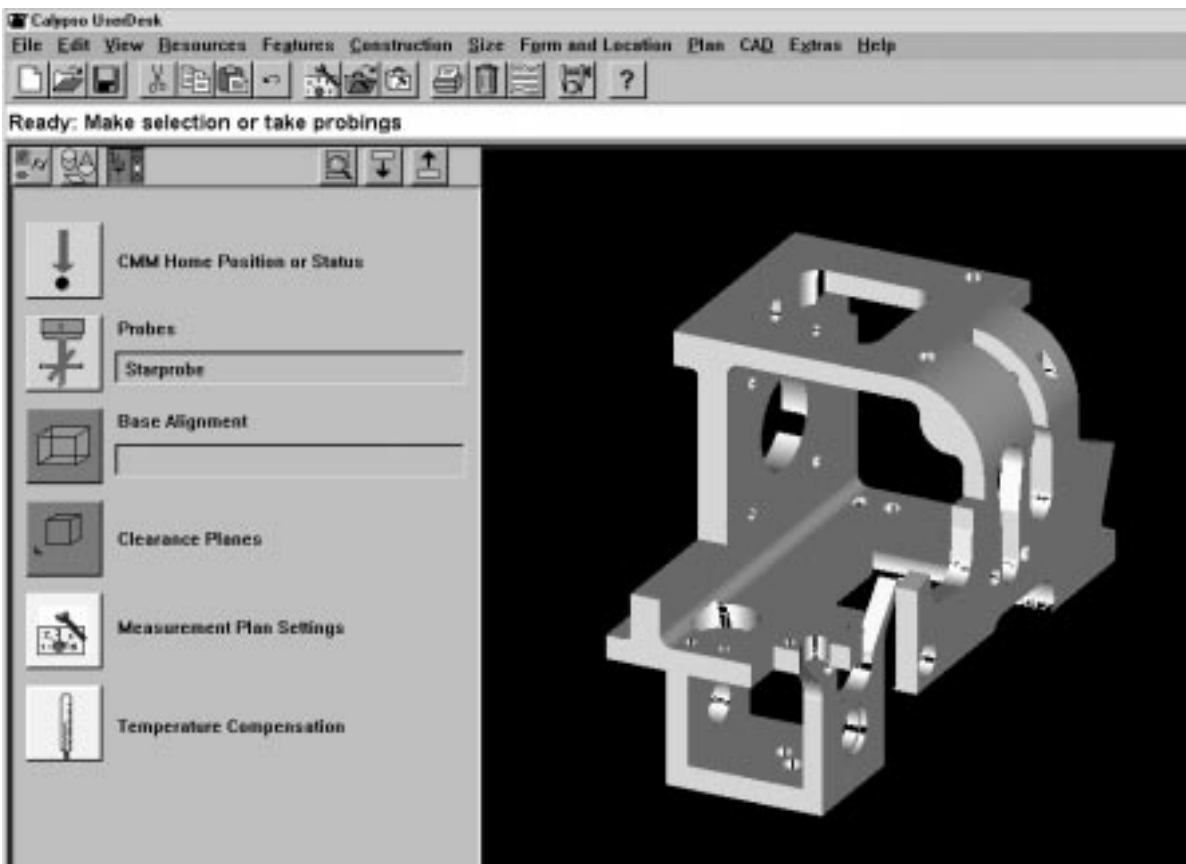 Calypso UserDesk
File Edit View Resources Features Construction Size Form and Location Plan CAD Extras Help
?
Ready: Make selection or take probings
CMM Home Position or Status
Probes
Starprobe
Base Alignment
Clearance Planes
Measurement Plan Settings
Temperature Compensation